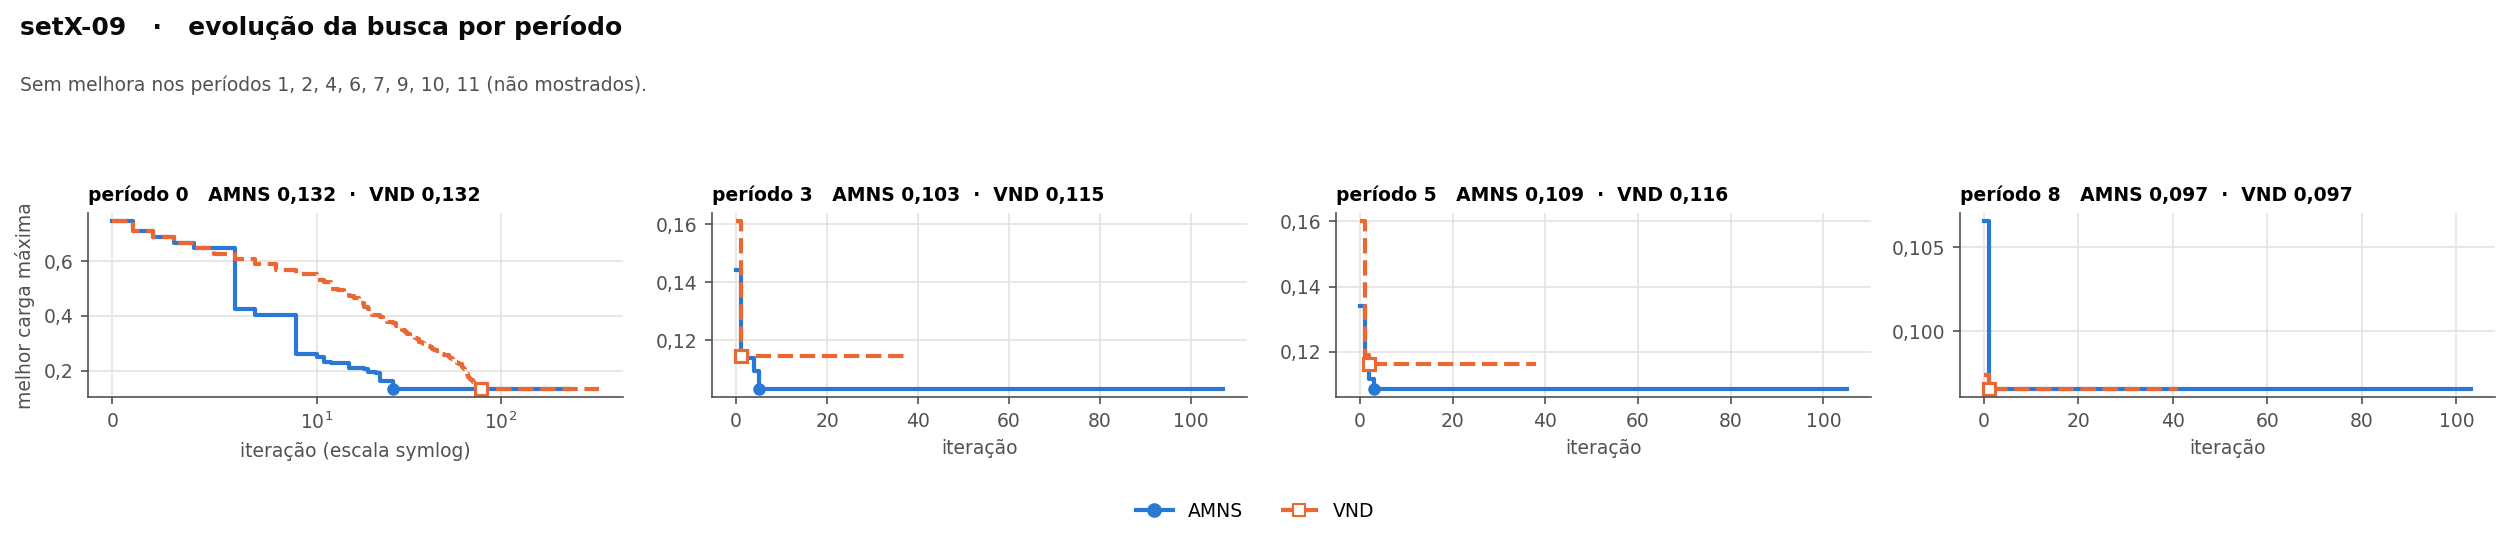 setX-09 · evolução da busca por período
Sem melhora nos períodos 1, 2, 4, 6, 7, 9, 10, 11 (não mostrados).
período 0 AMNS 0,132 · VND 0,132
melhor carga máxima
0,6
0,4
0,2
0
10¹
10²
iteração (escala symlog)
período 3 AMNS 0,103 · VND 0,115
0,16
0,14
0,12
0
20
40
60
80
100
iteração
período 5 AMNS 0,109 · VND 0,116
0,16
0,14
0,12
0
20
40
60
80
100
iteração
período 8 AMNS 0,097 · VND 0,097
0,105
0,100
0
20
40
60
80
100
iteração
AMNS
VND